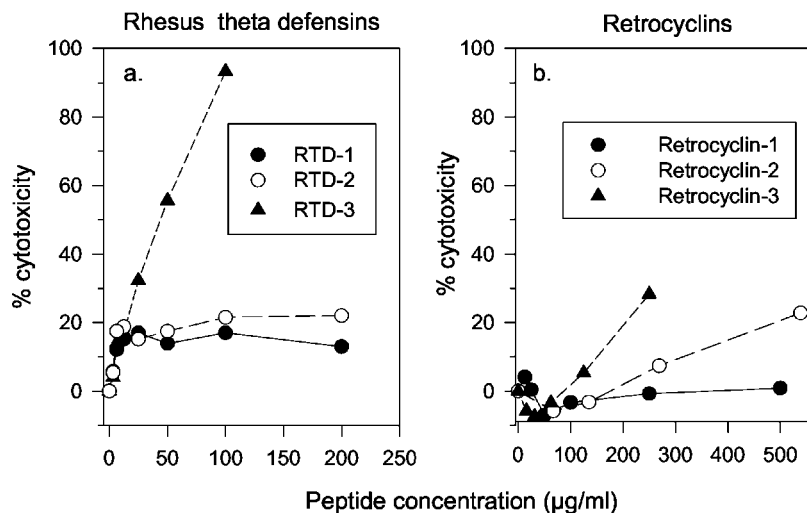 Rhesus theta defensins
Retrocyclins
% cytotoxicity
100
80
60
40
20
0
a.
RTD-1
RTD-2
RTD-3
0 50 100 150 200 250
% cytotoxicity
100
80
60
40
20
0
b.
Retrocyclin-1
Retrocyclin-2
Retrocyclin-3
0 100 200 300 400 500
Peptide concentration (µg/ml)